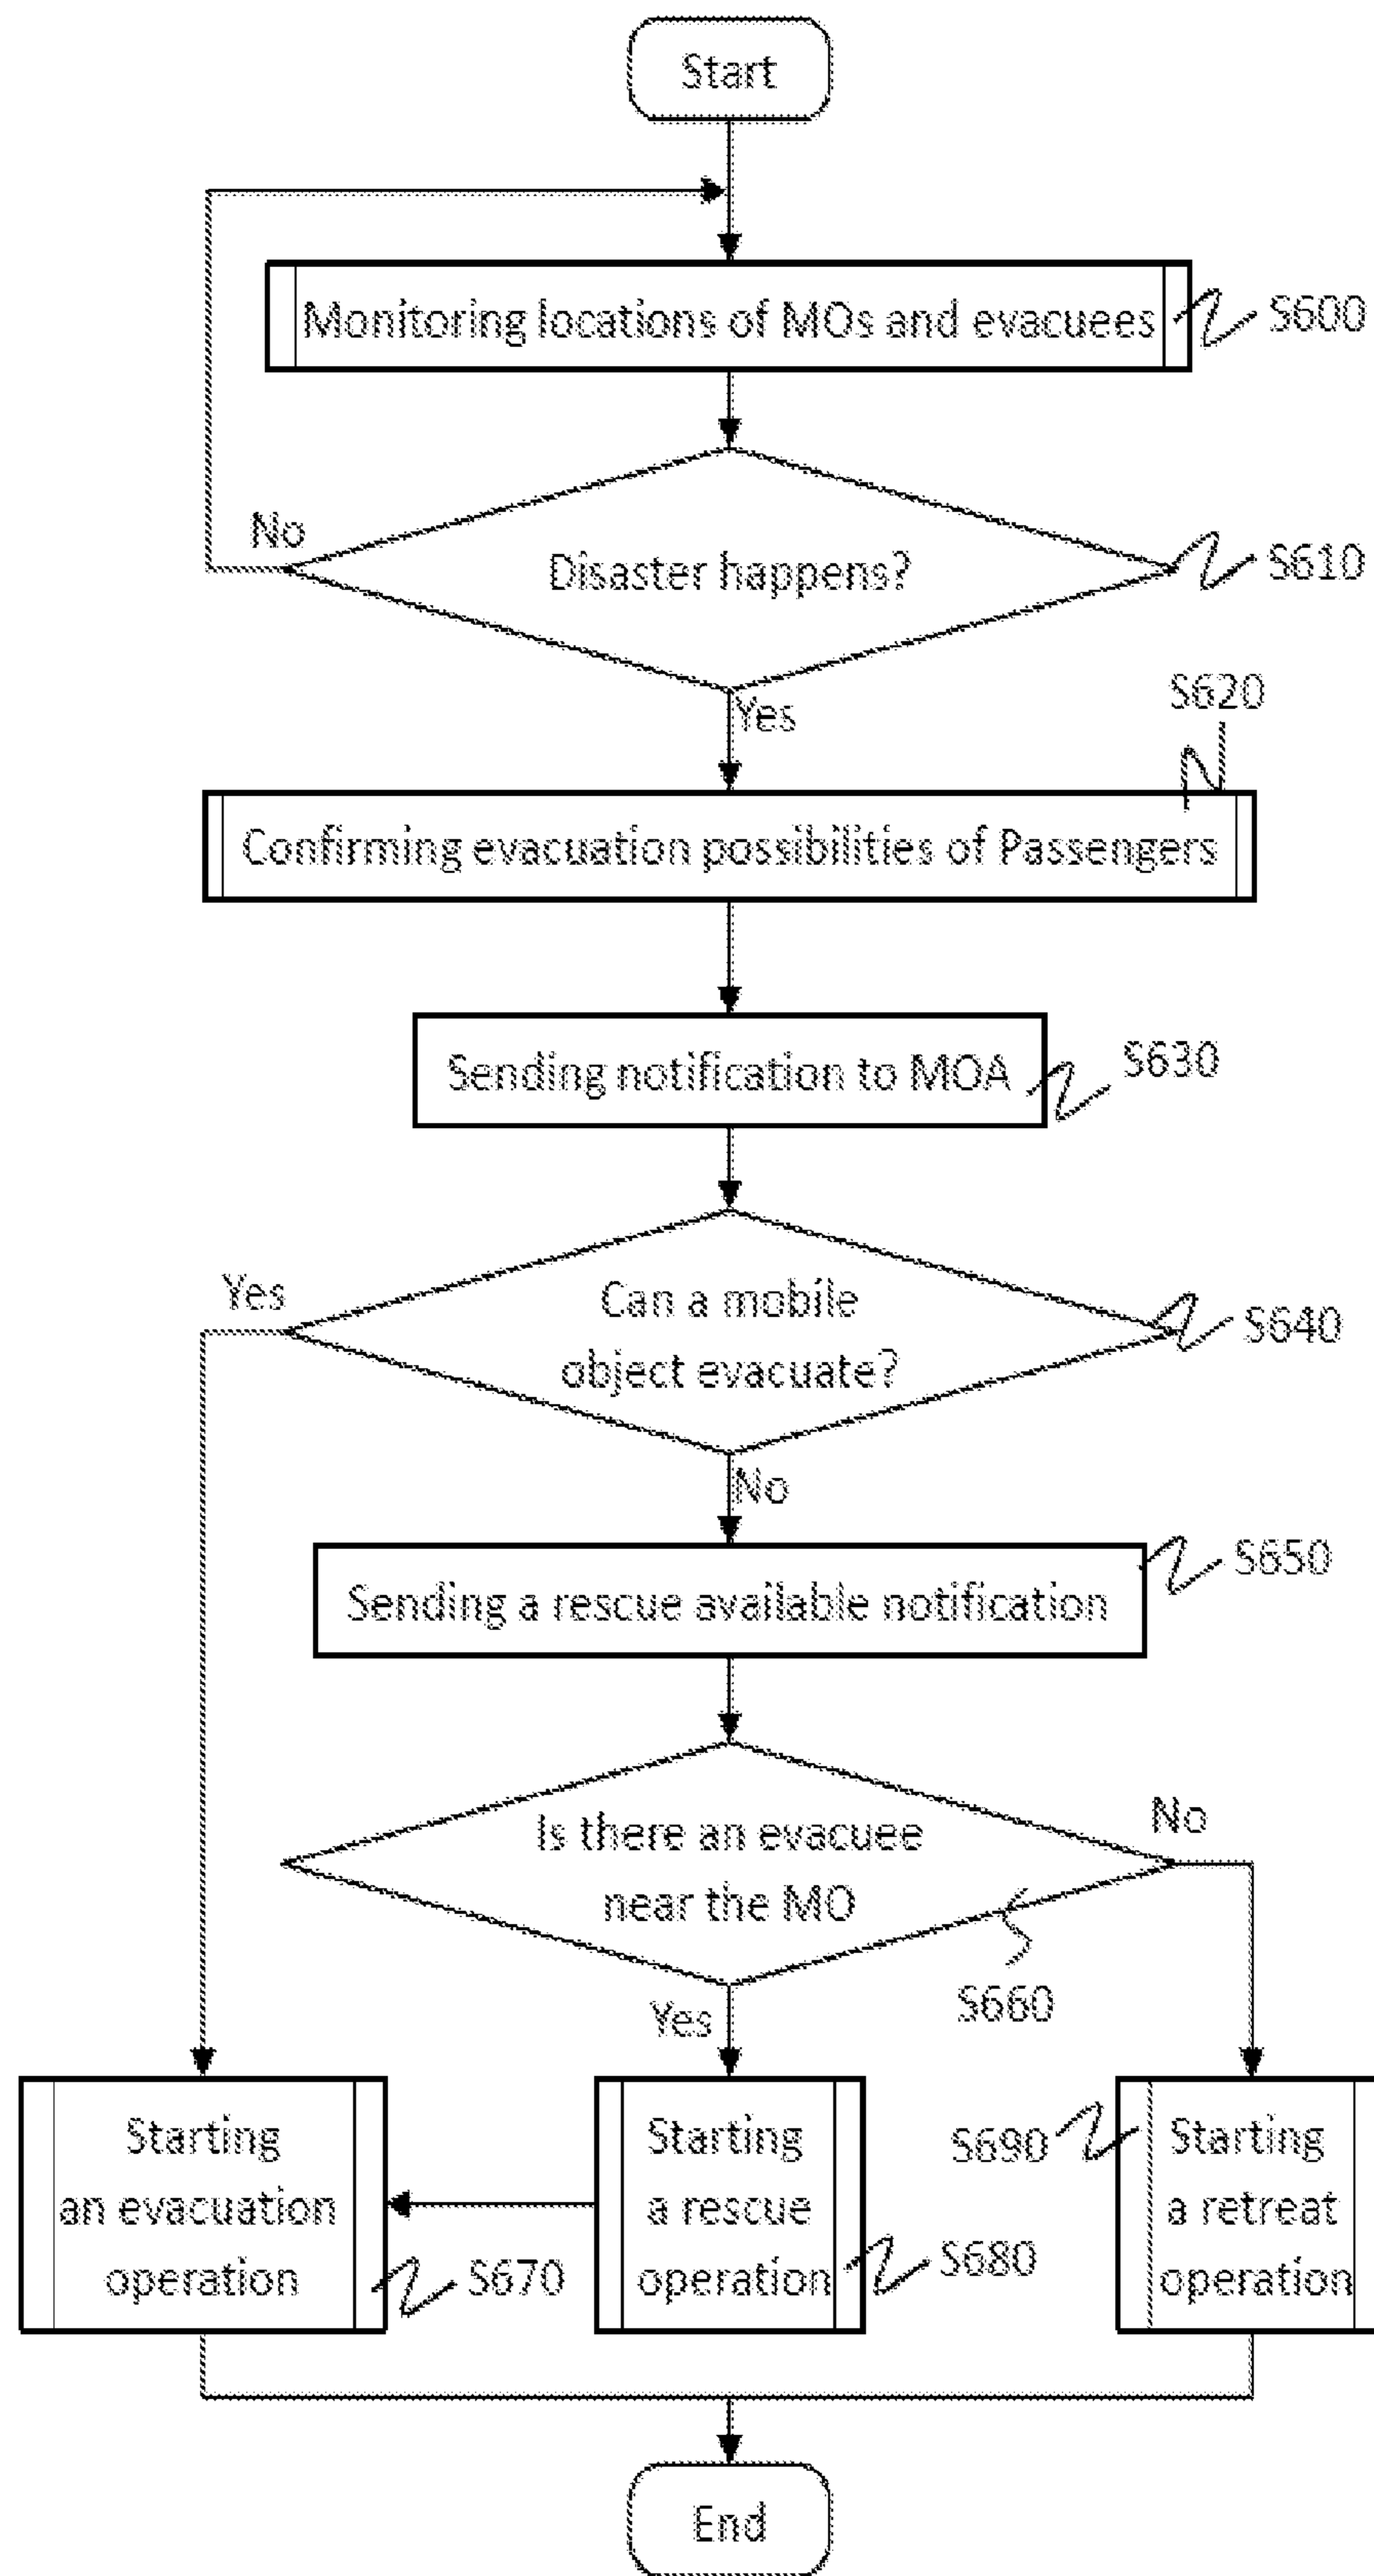 Start
Monitoring locations of MOs and evacuees
S600
No
Disaster happens?
S610
Yes
S620
Confirming evacuation possibilities of Passengers
Sending notification to MOA
S630
Yes
Can a mobile
object evacuate?
S640
No
Sending a rescue available notification
S650
Is there an evacuee
near the MO
No
S660
Yes
Starting
an evacuation
operation
S670
Starting
a rescue
operation
S680
S690
Starting
a retreat
operation
End